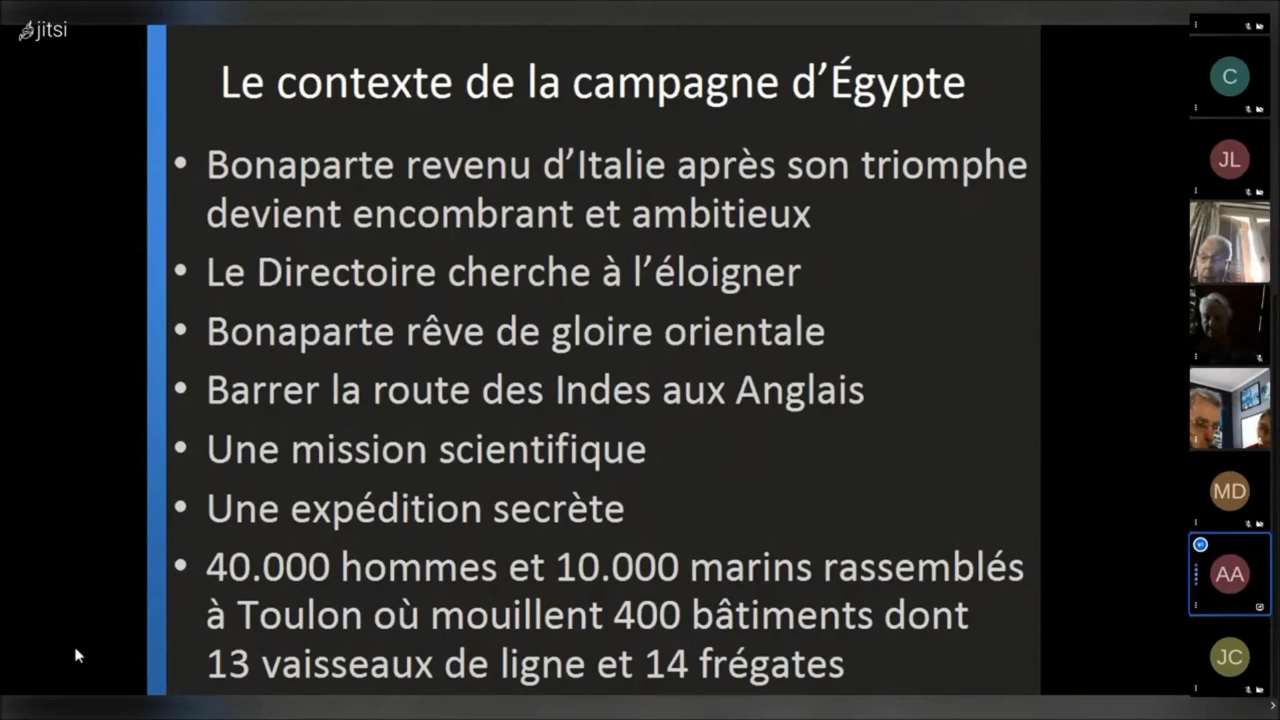 jitsi
Le contexte de la campagne d’Égypte
• Bonaparte revenu d’Italie après son triomphe
devient encombrant et ambitieux
• Le Directoire cherche à l’éloigner
• Bonaparte rêve de gloire orientale
• Barrer la route des Indes aux Anglais
• Une mission scientifique
• Une expédition secrète
• 40.000 hommes et 10.000 marins rassemblés
à Toulon où mouillent 400 bâtiments dont
13 vaisseaux de ligne et 14 frégates
C
JL
MD
AA
JC